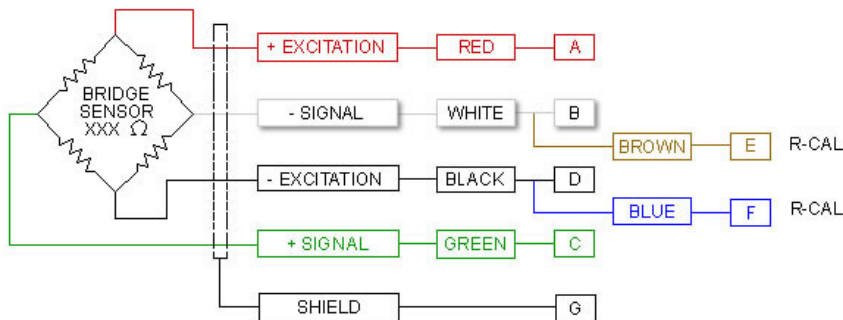 BRIDGE
SENSOR
XXX Ω
+ EXCITATION RED A
- SIGNAL WHITE B
BROWN E R-CAL
- EXCITATION BLACK D
BLUE F R-CAL
+ SIGNAL GREEN C
SHIELD G